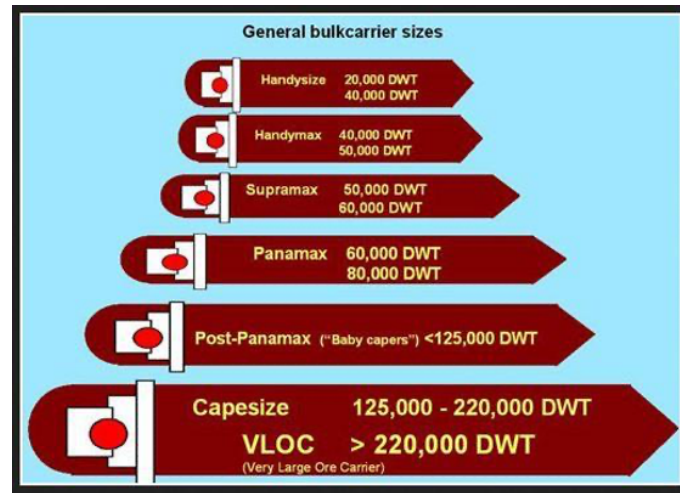 General bulkcarrier sizes
Handysize 20,000 DWT
40,000 DWT
Handymax 40,000 DWT
50,000 DWT
Supramax 50,000 DWT
60,000 DWT
Panamax 60,000 DWT
80,000 DWT
Post-Panamax ("Baby capers") <125,000 DWT
Capesize 125,000 - 220,000 DWT
VLOC > 220,000 DWT
(Very Large Ore Carrier)